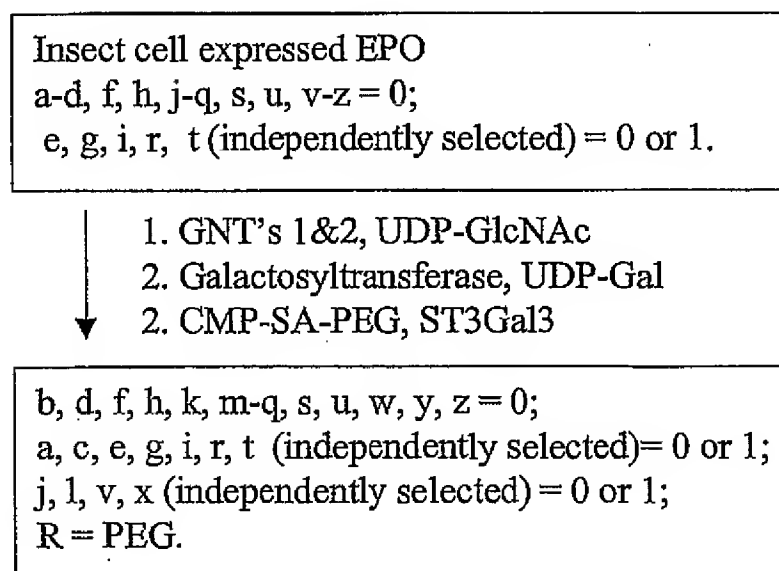 Insect cell expressed EPO
a-d, f, h, j-q, s, u, v-z = 0;
e, g, i, r, t (independently selected) = 0 or 1.
1. GNT's 1&2, UDP-GlcNAc
2. Galactosyltransferase, UDP-Gal
2. CMP-SA-PEG, ST3Gal3
b, d, f, h, k, m-q, s, u, w, y, z = 0;
a, c, e, g, i, r, t (independently selected)= 0 or 1;
j, l, v, x (independently selected) = 0 or 1;
R = PEG.